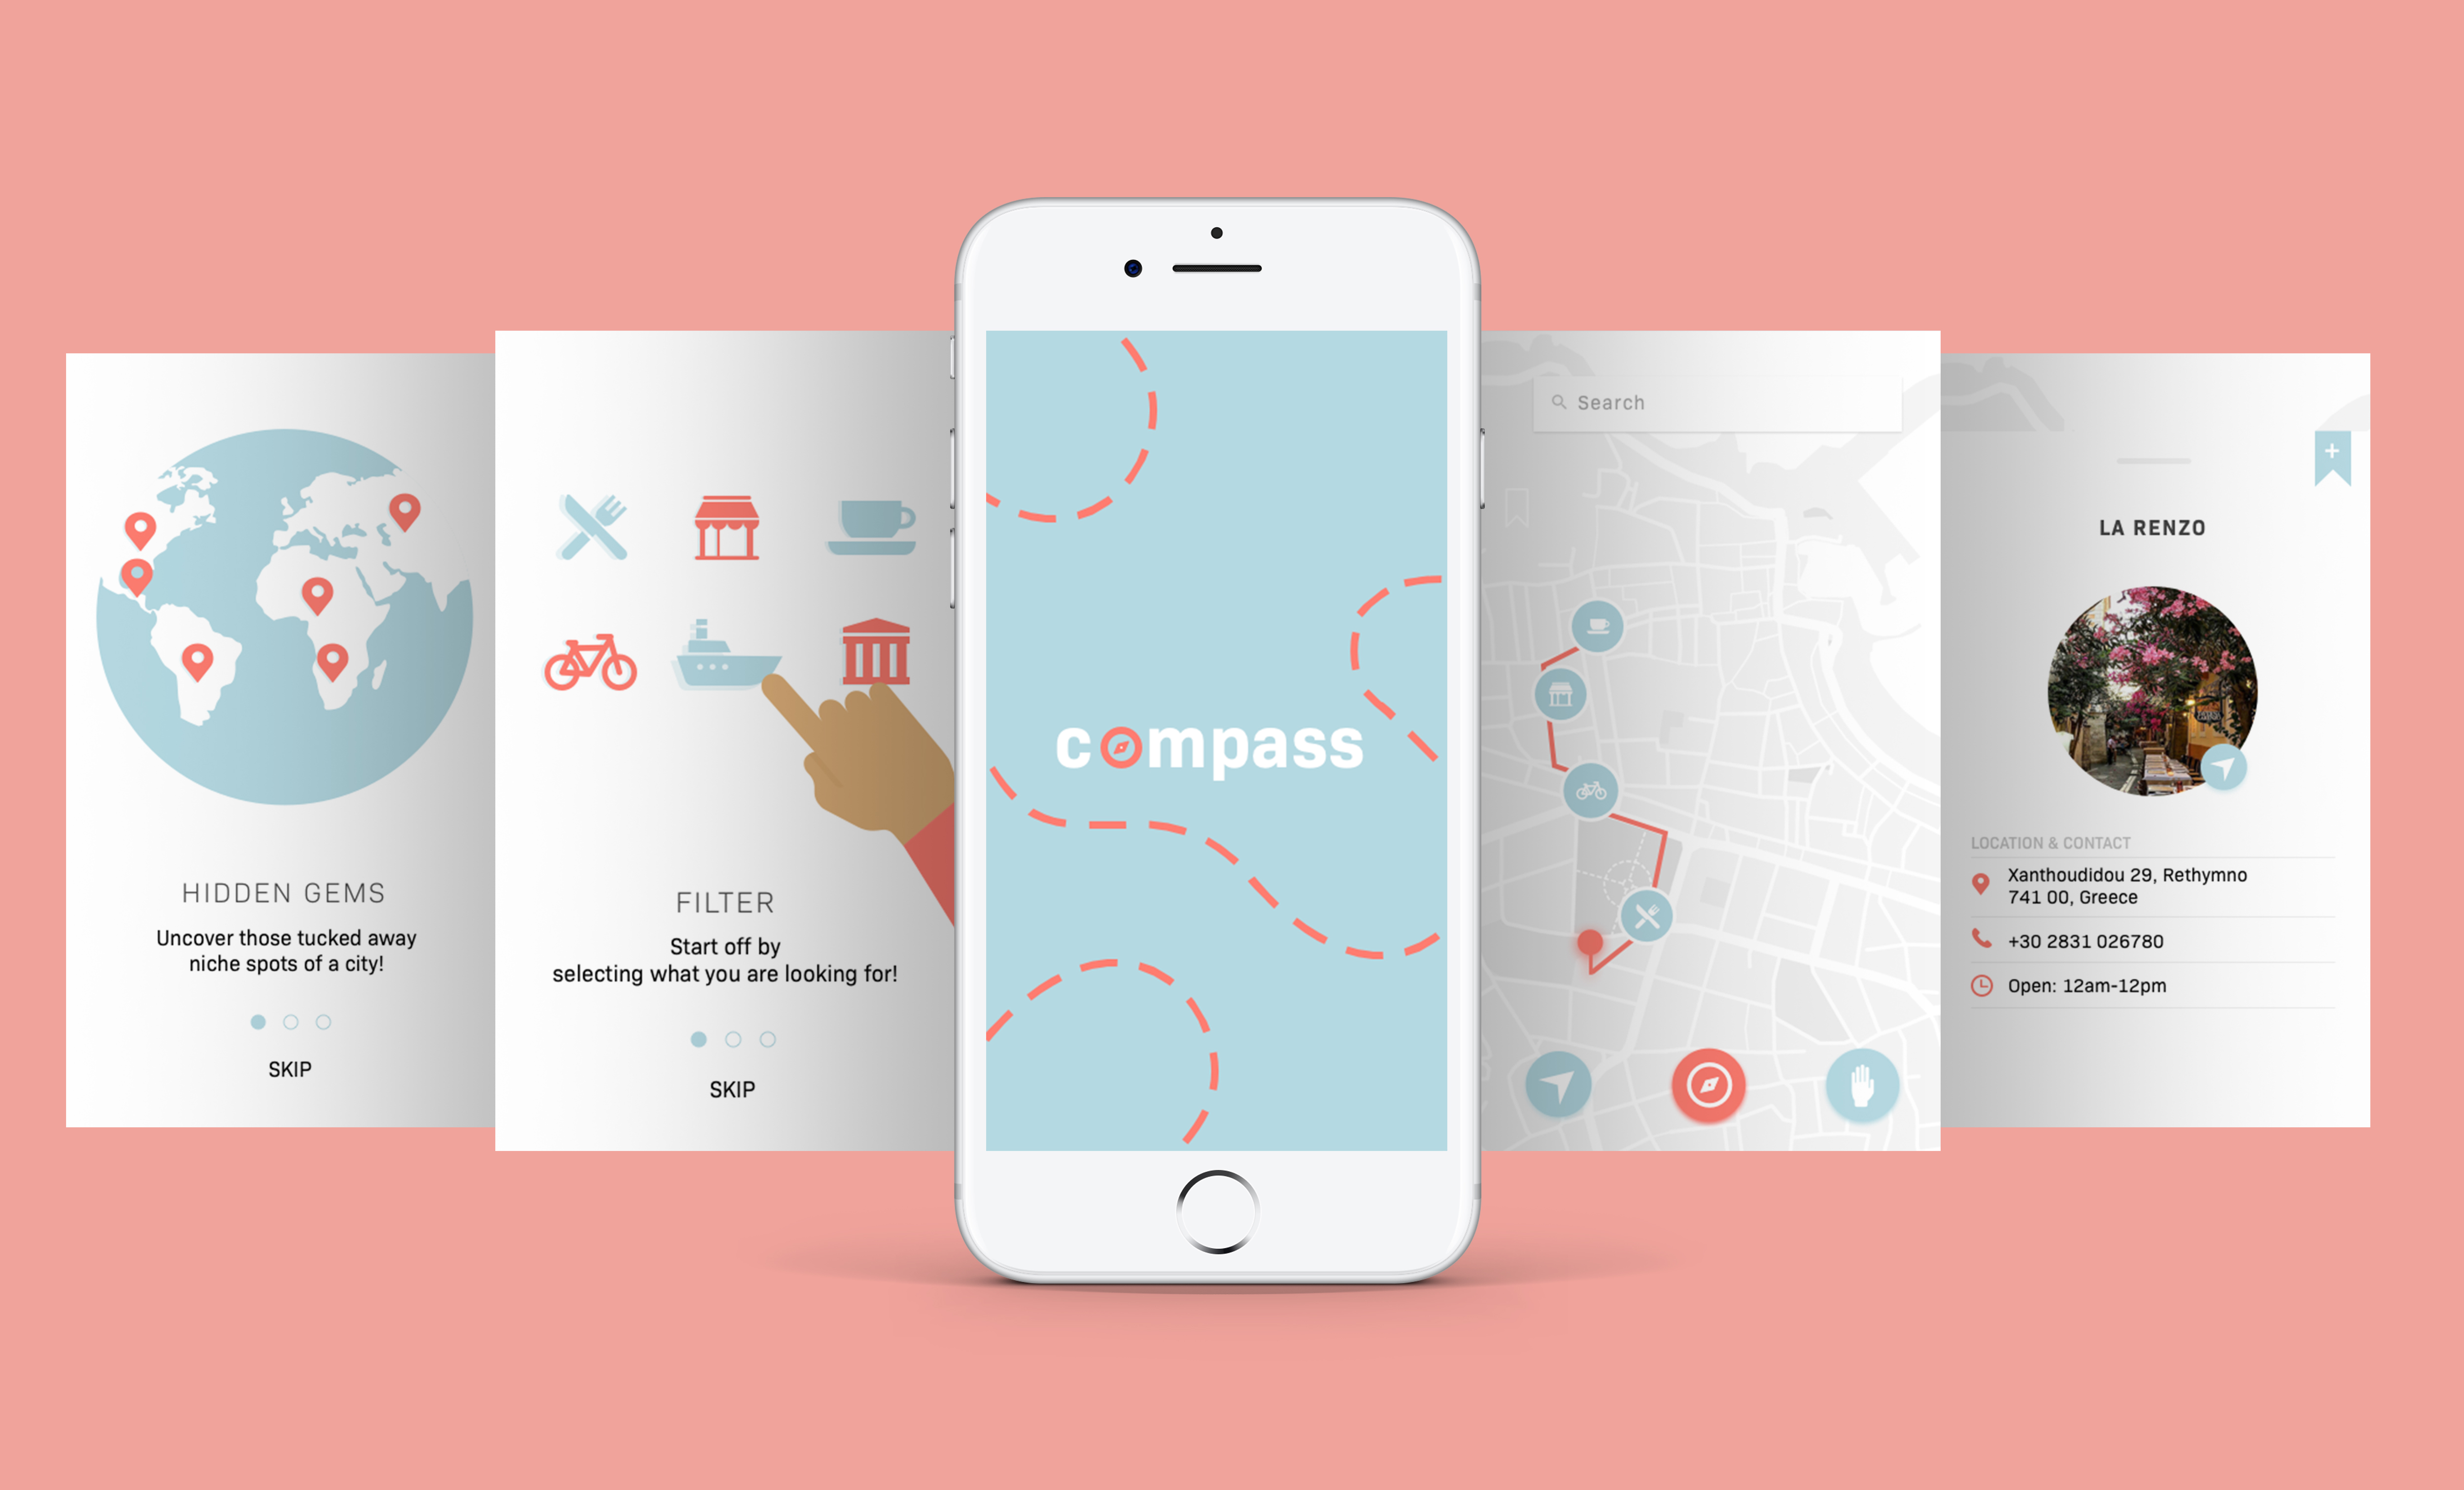 HIDDEN GEMS
Uncover those tucked away
niche spots of a city!
SKIP
FILTER
Start off by
selecting what you are looking for!
SKIP
compass
Search
LA RENZO
LOCATION & CONTACT
Xanthoudidou 29, Rethymno
741 00, Greece
+30 2831 026780
Open: 12am-12pm